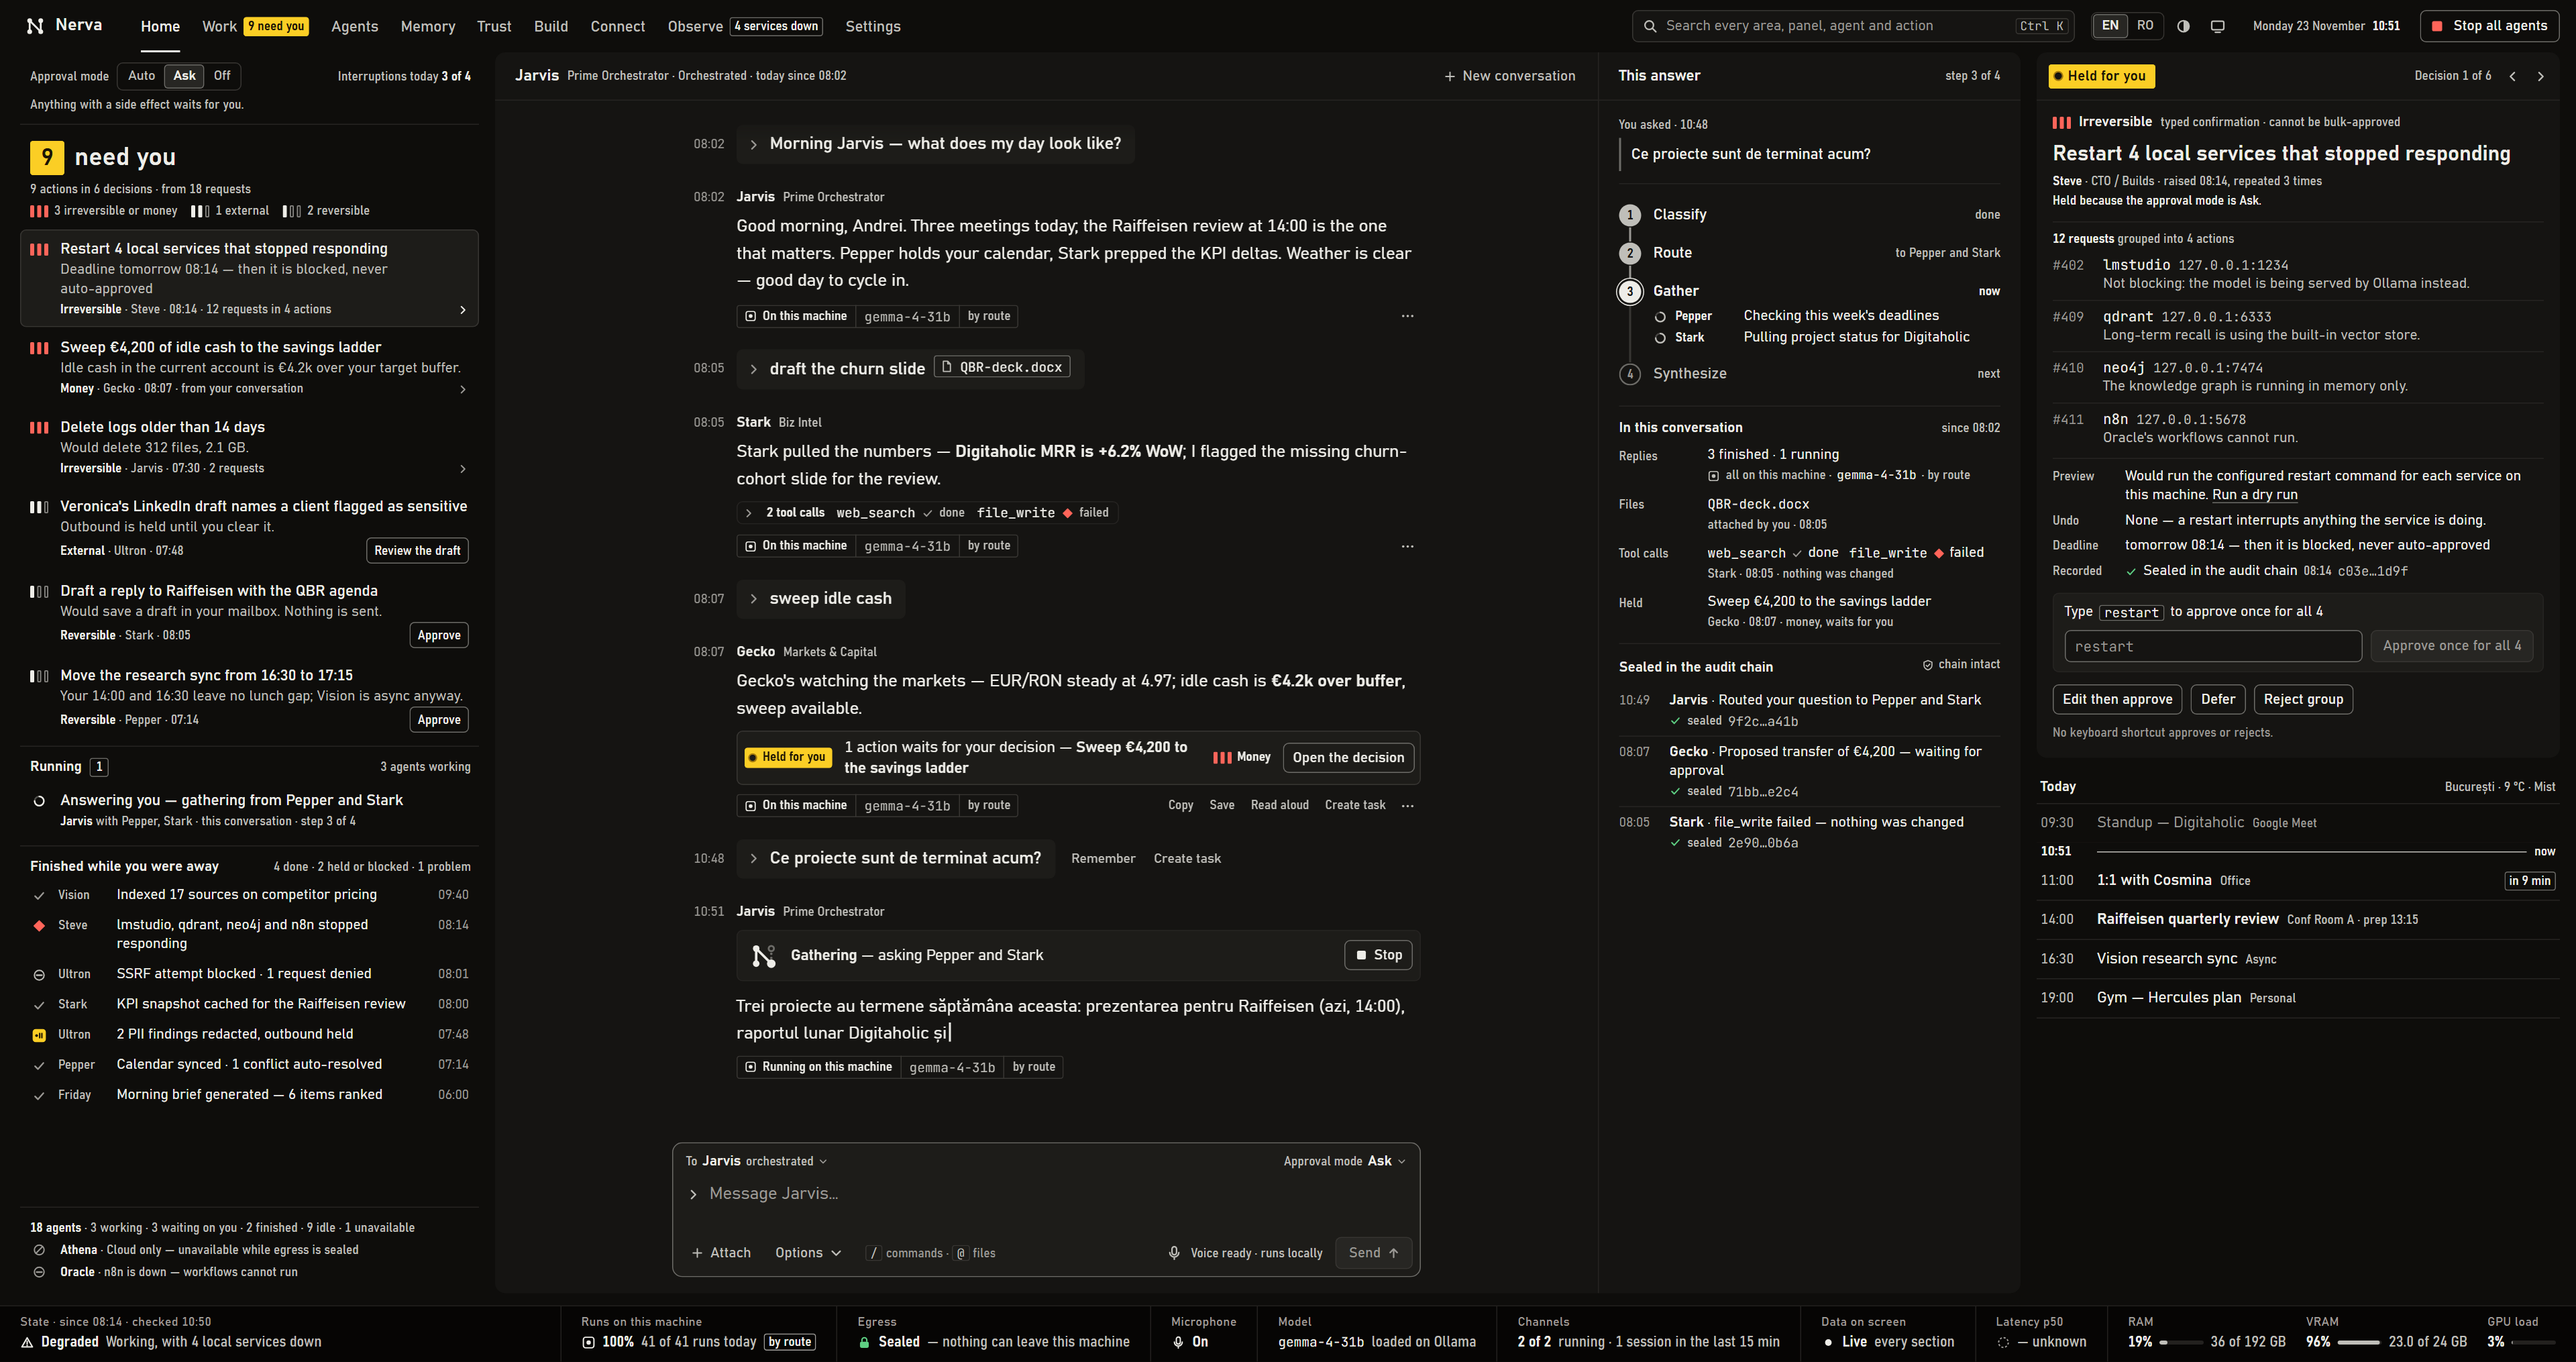 Nerva
Home
Work 9 need you
Agents
Memory
Trust
Build
Connect
Observe 4 services down
Settings
Search every area, panel, agent and action Ctrl K
EN RO
Monday 23 November 10:51
Stop all agents
Approval mode Auto Ask Off
Interruptions today 3 of 4
Anything with a side effect waits for you.
9 need you
9 actions in 6 decisions · from 18 requests
3 irreversible or money 1 external 2 reversible
Restart 4 local services that stopped responding
Deadline tomorrow 08:14 — then it is blocked, never
auto-approved
Irreversible · Steve · 08:14 · 12 requests in 4 actions
Sweep €4,200 of idle cash to the savings ladder
Idle cash in the current account is €4.2k over your target buffer.
Money · Gecko · 08:07 · from your conversation
Delete logs older than 14 days
Would delete 312 files, 2.1 GB.
Irreversible · Jarvis · 07:30 · 2 requests
Veronica's LinkedIn draft names a client flagged as sensitive
Outbound is held until you clear it.
External · Ultron · 07:48
Review the draft
Draft a reply to Raiffeisen with the QBR agenda
Would save a draft in your mailbox. Nothing is sent.
Reversible · Stark · 08:05
Approve
Move the research sync from 16:30 to 17:15
Your 14:00 and 16:30 leave no lunch gap; Vision is async anyway.
Reversible · Pepper · 07:14
Approve
Running 1
3 agents working
Answering you — gathering from Pepper and Stark
Jarvis with Pepper, Stark · this conversation · step 3 of 4
Finished while you were away
4 done · 2 held or blocked · 1 problem
Vision Indexed 17 sources on competitor pricing 09:40
Steve lmstudio, qdrant, neo4j and n8n stopped 08:14
responding
Ultron SSRF attempt blocked · 1 request denied 08:01
Stark KPI snapshot cached for the Raiffeisen review 08:00
Ultron 2 PII findings redacted, outbound held 07:48
Pepper Calendar synced · 1 conflict auto-resolved 07:14
Friday Morning brief generated — 6 items ranked 06:00
18 agents · 3 working · 3 waiting on you · 2 finished · 9 idle · 1 unavailable
Athena · Cloud only — unavailable while egress is sealed
Oracle · n8n is down — workflows cannot run
Jarvis Prime Orchestrator · Orchestrated · today since 08:02
+ New conversation
08:02 Morning Jarvis — what does my day look like?
08:02 Jarvis Prime Orchestrator
Good morning, Andrei. Three meetings today; the Raiffeisen review at 14:00 is the one
that matters. Pepper holds your calendar, Stark prepped the KPI deltas. Weather is clear
— good day to cycle in.
On this machine gemma-4-31b by route
08:05 draft the churn slide QBR-deck.docx
08:05 Stark Biz Intel
Stark pulled the numbers — Digitaholic MRR is +6.2% WoW; I flagged the missing churn-
cohort slide for the review.
2 tool calls web_search done file_write failed
On this machine gemma-4-31b by route
08:07 sweep idle cash
08:07 Gecko Markets & Capital
Gecko's watching the markets — EUR/RON steady at 4.97; idle cash is €4.2k over buffer,
sweep available.
Held for you
1 action waits for your decision — Sweep €4,200 to
the savings ladder
Money
Open the decision
On this machine gemma-4-31b by route
Copy Save Read aloud Create task
10:48 Ce proiecte sunt de terminat acum? Remember Create task
10:51 Jarvis Prime Orchestrator
Gathering — asking Pepper and Stark
Stop
Trei proiecte au termene săptămâna aceasta: prezentarea pentru Raiffeisen (azi, 14:00),
raportul lunar Digitaholic și
Running on this machine gemma-4-31b by route
To Jarvis orchestrated
Approval mode Ask
Message Jarvis…
+ Attach Options / commands · @ files
Voice ready · runs locally
Send
This answer
step 3 of 4
You asked · 10:48
Ce proiecte sunt de terminat acum?
1 Classify done
2 Route to Pepper and Stark
3 Gather now
Pepper Checking this week's deadlines
Stark Pulling project status for Digitaholic
4 Synthesize next
In this conversation
since 08:02
Replies 3 finished · 1 running
all on this machine · gemma-4-31b · by route
Files QBR-deck.docx
attached by you · 08:05
Tool calls web_search done file_write failed
Stark · 08:05 · nothing was changed
Held Sweep €4,200 to the savings ladder
Gecko · 08:07 · money, waits for you
Sealed in the audit chain
chain intact
10:49 Jarvis · Routed your question to Pepper and Stark
sealed 9f2c…a41b
08:07 Gecko · Proposed transfer of €4,200 — waiting for
approval
sealed 71bb…e2c4
08:05 Stark · file_write failed — nothing was changed
sealed 2e90…0b6a
Held for you
Decision 1 of 6
Irreversible typed confirmation · cannot be bulk-approved
Restart 4 local services that stopped responding
Steve · CTO / Builds · raised 08:14, repeated 3 times
Held because the approval mode is Ask.
12 requests grouped into 4 actions
#402 lmstudio 127.0.0.1:1234
Not blocking: the model is being served by Ollama instead.
#409 qdrant 127.0.0.1:6333
Long-term recall is using the built-in vector store.
#410 neo4j 127.0.0.1:7474
The knowledge graph is running in memory only.
#411 n8n 127.0.0.1:5678
Oracle's workflows cannot run.
Preview Would run the configured restart command for each service on
this machine. Run a dry run
Undo None — a restart interrupts anything the service is doing.
Deadline tomorrow 08:14 — then it is blocked, never auto-approved
Recorded Sealed in the audit chain 08:14 c03e…1d9f
Type restart to approve once for all 4
restart
Approve once for all 4
Edit then approve
Defer
Reject group
No keyboard shortcut approves or rejects.
Today
București · 9 °C · Mist
09:30 Standup — Digitaholic Google Meet
10:51 now
11:00 1:1 with Cosmina Office in 9 min
14:00 Raiffeisen quarterly review Conf Room A · prep 13:15
16:30 Vision research sync Async
19:00 Gym — Hercules plan Personal
State · since 08:14 · checked 10:50
Degraded Working, with 4 local services down
Runs on this machine
100% 41 of 41 runs today by route
Egress
Sealed — nothing can leave this machine
Microphone
On
Model
gemma-4-31b loaded on Ollama
Channels
2 of 2 running · 1 session in the last 15 min
Data on screen
Live every section
Latency p50
— unknown
RAM
19% 36 of 192 GB
VRAM
96% 23.0 of 24 GB
GPU load
3%